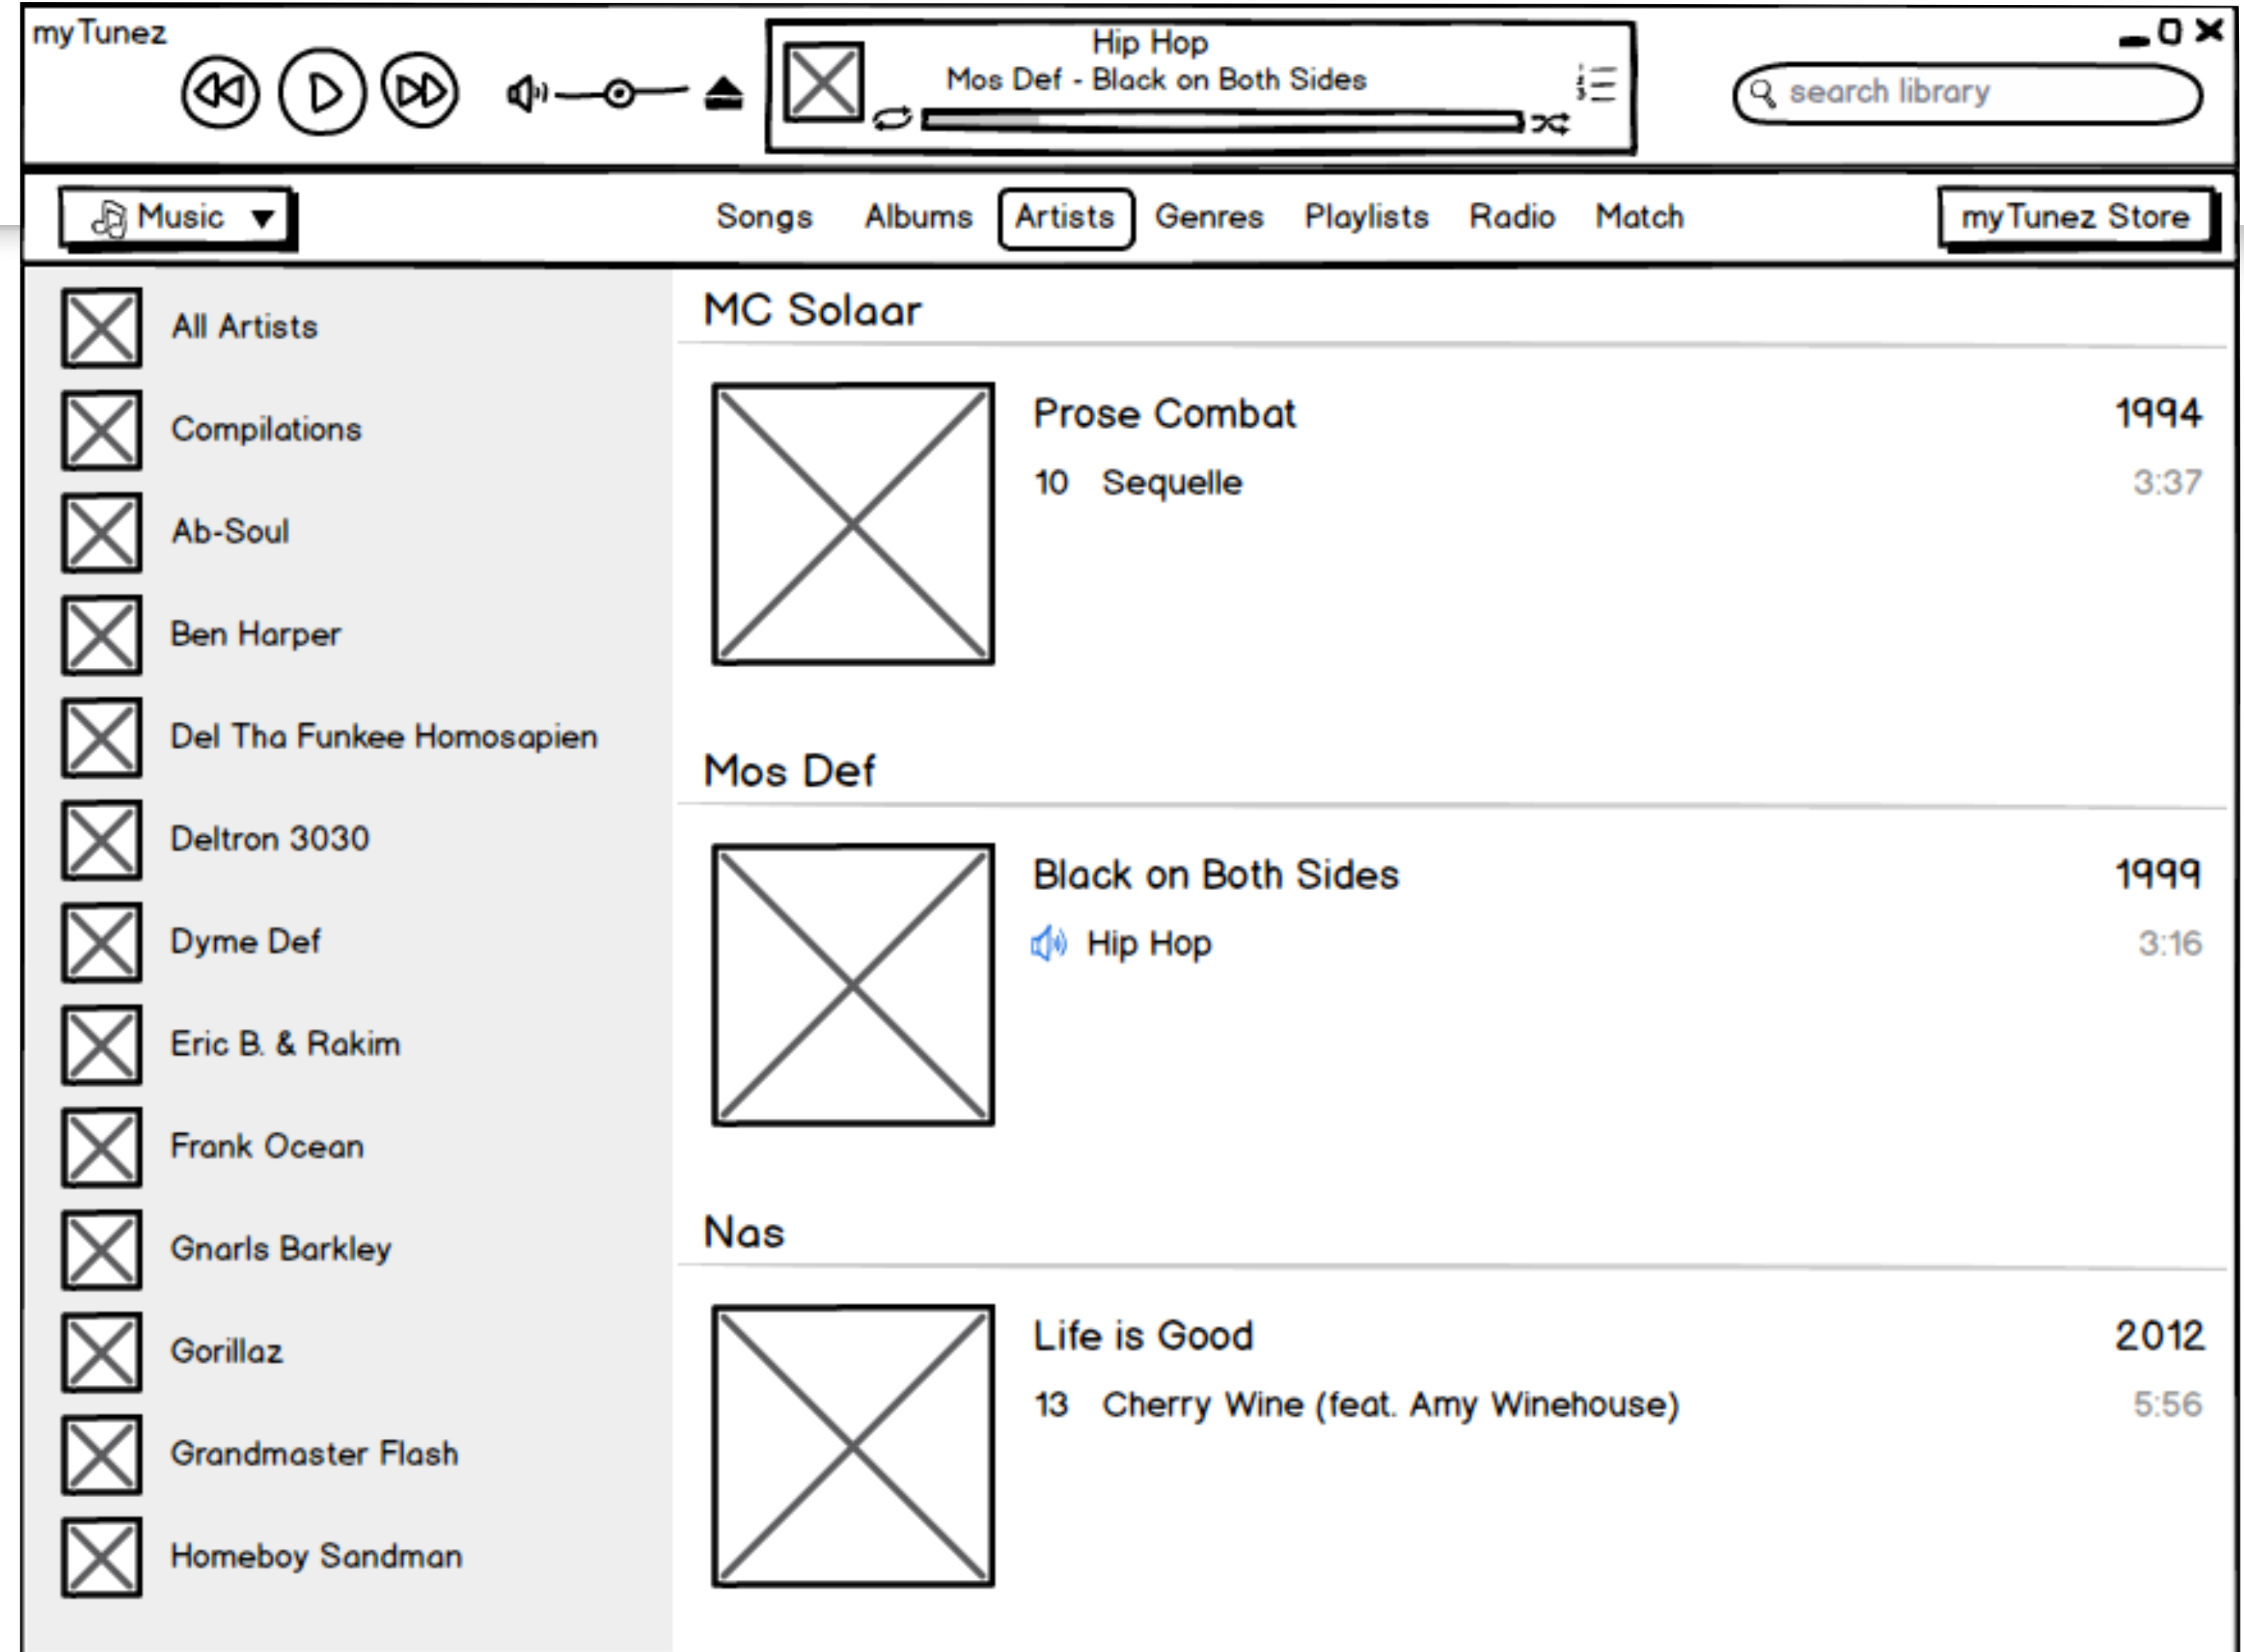 myTunez
Hip Hop
Mos Def - Black on Both Sides
search library
Music
Songs Albums Artists Genres Playlists Radio Match
myTunez Store
All Artists
Compilations
Ab-Soul
Ben Harper
Del Tha Funkee Homosapien
Deltron 3030
Dyme Def
Eric B. & Rakim
Frank Ocean
Gnarls Barkley
Gorillaz
Grandmaster Flash
Homeboy Sandman
MC Solaar
Prose Combat 1994
10 Sequelle 3:37
Mos Def
Black on Both Sides 1999
Hip Hop 3:16
Nas
Life is Good 2012
13 Cherry Wine (feat. Amy Winehouse) 5:56